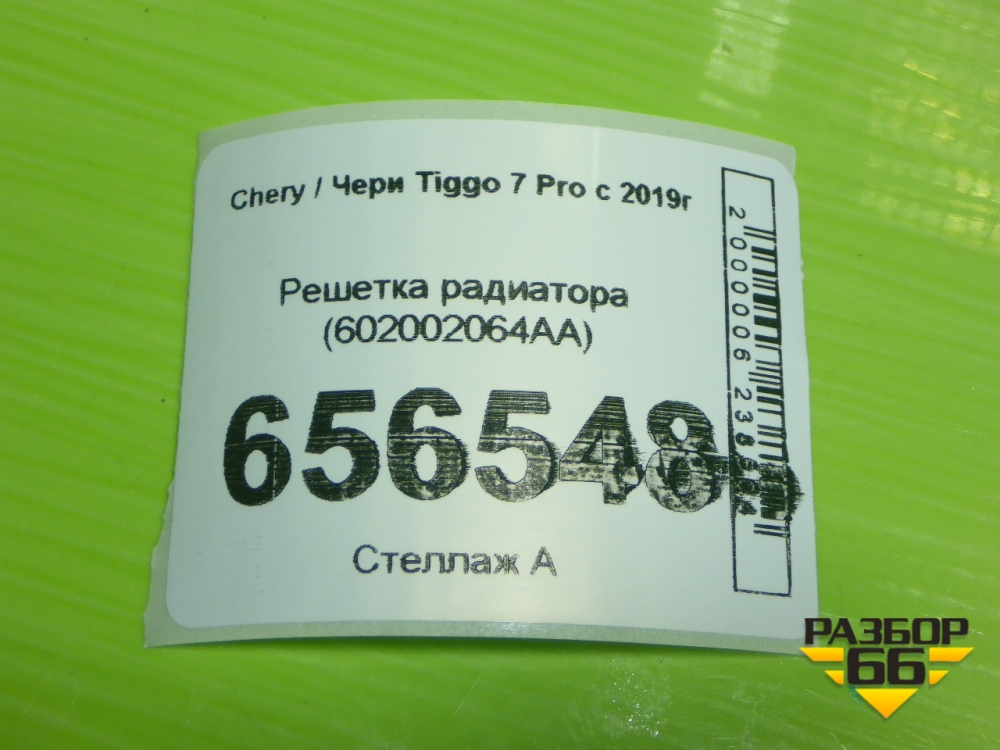 Chery / Чери Tiggo 7 Pro с 2019г
Решетка радиатора
(602002064AA)
656548
Стеллаж А
РАЗБОР
66